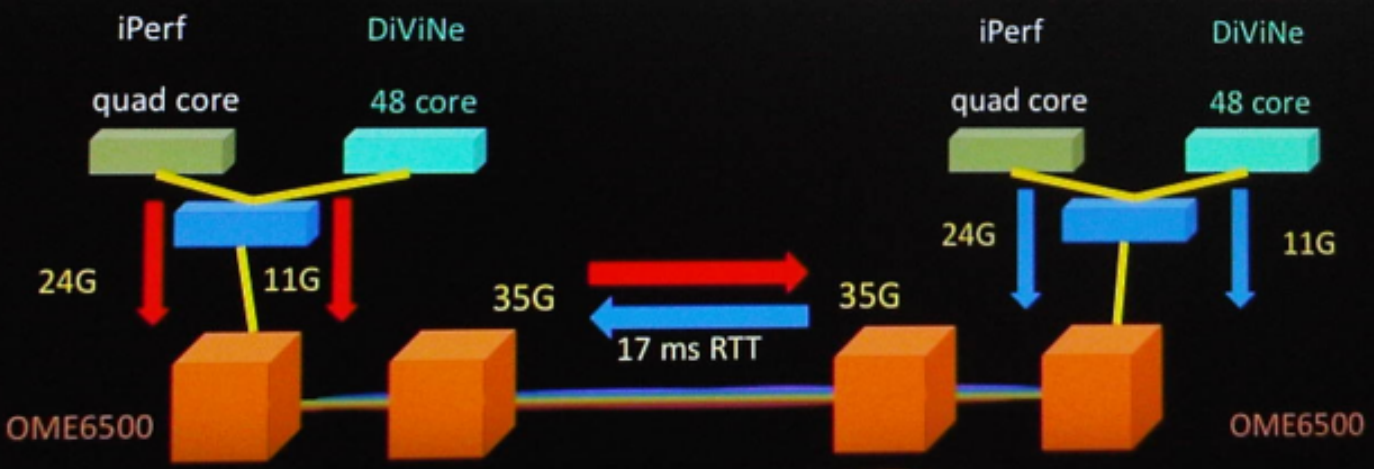 iPerf DiViNe iPerf DiViNe
quad core 48 core quad core 48 core
24G 11G 24G 11G
35G 35G
17 ms RTT
OME6500 OME6500